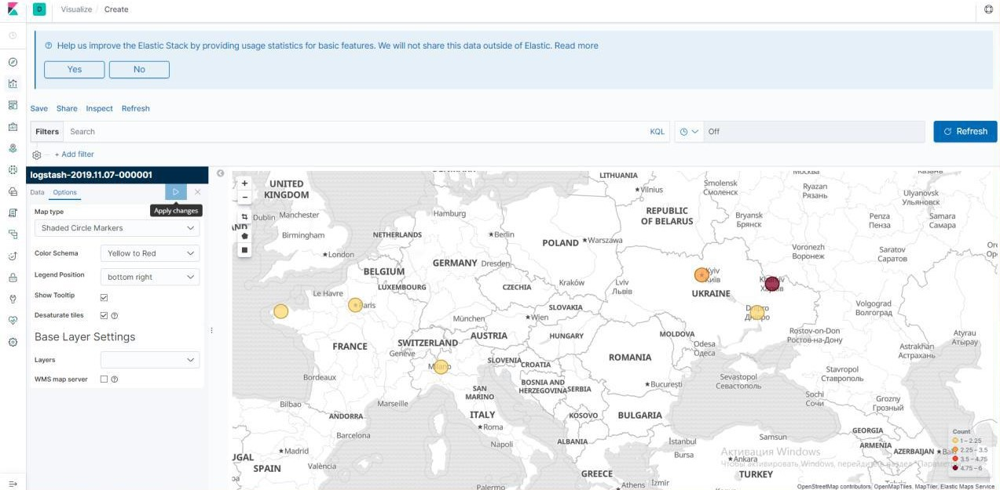 D Visualize / Create
Help us improve the Elastic Stack by providing usage statistics for basic features. We will not share this data outside of Elastic. Read more
Yes No
Save Share Inspect Refresh
Filters Search KQL Off Refresh
+ Add filter
logstash-2019.11.07-000001
Data Options
Apply changes
Map type
Shaded Circle Markers
Color Schema Yellow to Red
Legend Position bottom right
Show Tooltip
Desaturate tiles
Base Layer Settings
Layers
WMS map server
+
−
UNITED
KINGDOM
Dublin
Manchester
Birmingham
London
NETHERLANDS
BELGIUM
LUXEMBOURG
Le Havre
Paris
FRANCE
Bordeaux
Bilbao
ANDORRA
Barcelona
Madrid
SPAIN
València
Marseille
Hamburg
Berlin
GERMANY
Dresden
München
SWITZERLAND
Genève
Milano
AUSTRIA
CZECHIA
Wien
SLOVAKIA
HUNGARY
SLOVENIA
CROATIA
BOSNIA AND
HERZEGOVINA
SERBIA
SAN
MARINO
ITALY
Roma
Napoli
Palermo
KOSOVO
ALBANIA
GREECE
Athens
POLAND
Warszawa
Kraków
LITHUANIA
Vilnius
REPUBLIC
OF BELARUS
Lviv
Львів
Kyiv
Київ
UKRAINE
Kharkiv
Харків
Dnipro
Дніпро
MOLDOVA
Odesa
Одеса
ROMANIA
București
BULGARIA
İstanbul
Bursa
İzmir
Ankara
TURKEY
Samsun
Sevastopol
Севастополь
Smolensk
Смоленск
Москва
Ryazan
Рязань
Bryansk
Брянск
Voronezh
Воронеж
Penza
Пенза
Saratov
Саратов
Казань
Ulyanovsk
Ульяновск
Samara
Самара
Volgograd
Волгоград
Rostov-on-Don
Ростов-на-Дону
Astrakhan
Астрахань
Atyrau
Атырау
Stavropol
Ставрополь
Sochi
Сочи
Grozny
Грозный
GEORGIA
ARMENIA
AZERBAIJAN
Count
1 – 2.25
2.25 – 3.5
3.5 – 4.75
4.75 – 6
Активация Windows
Чтобы активировать Windows, перейдите в раздел "Параметры
OpenStreetMap contributors, OpenMapTiles, MapTiler, Elastic Maps Service